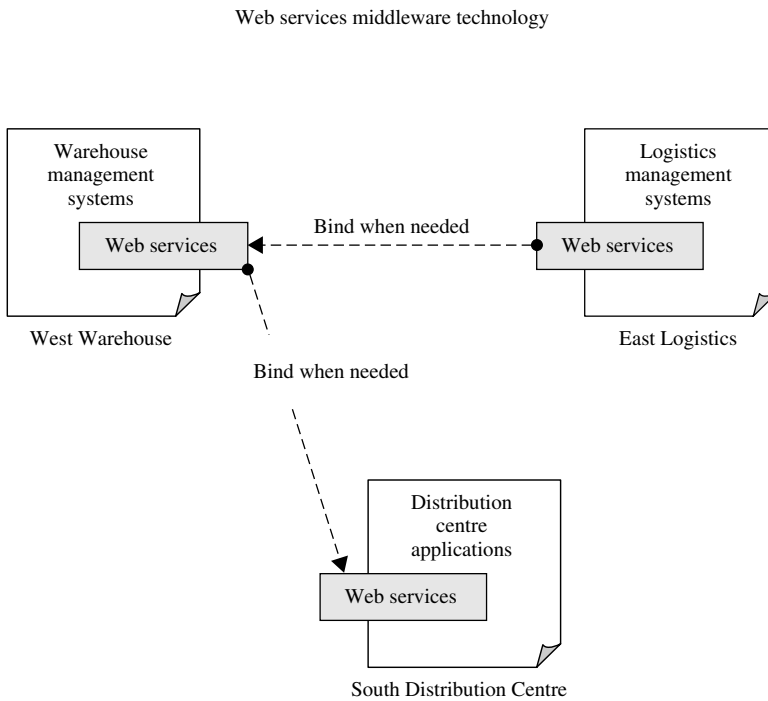 Web services middleware technology
Warehouse
management
systems
Web services
West Warehouse
Bind when needed
Logistics
management
systems
Web services
East Logistics
Bind when needed
Distribution
centre
applications
Web services
South Distribution Centre